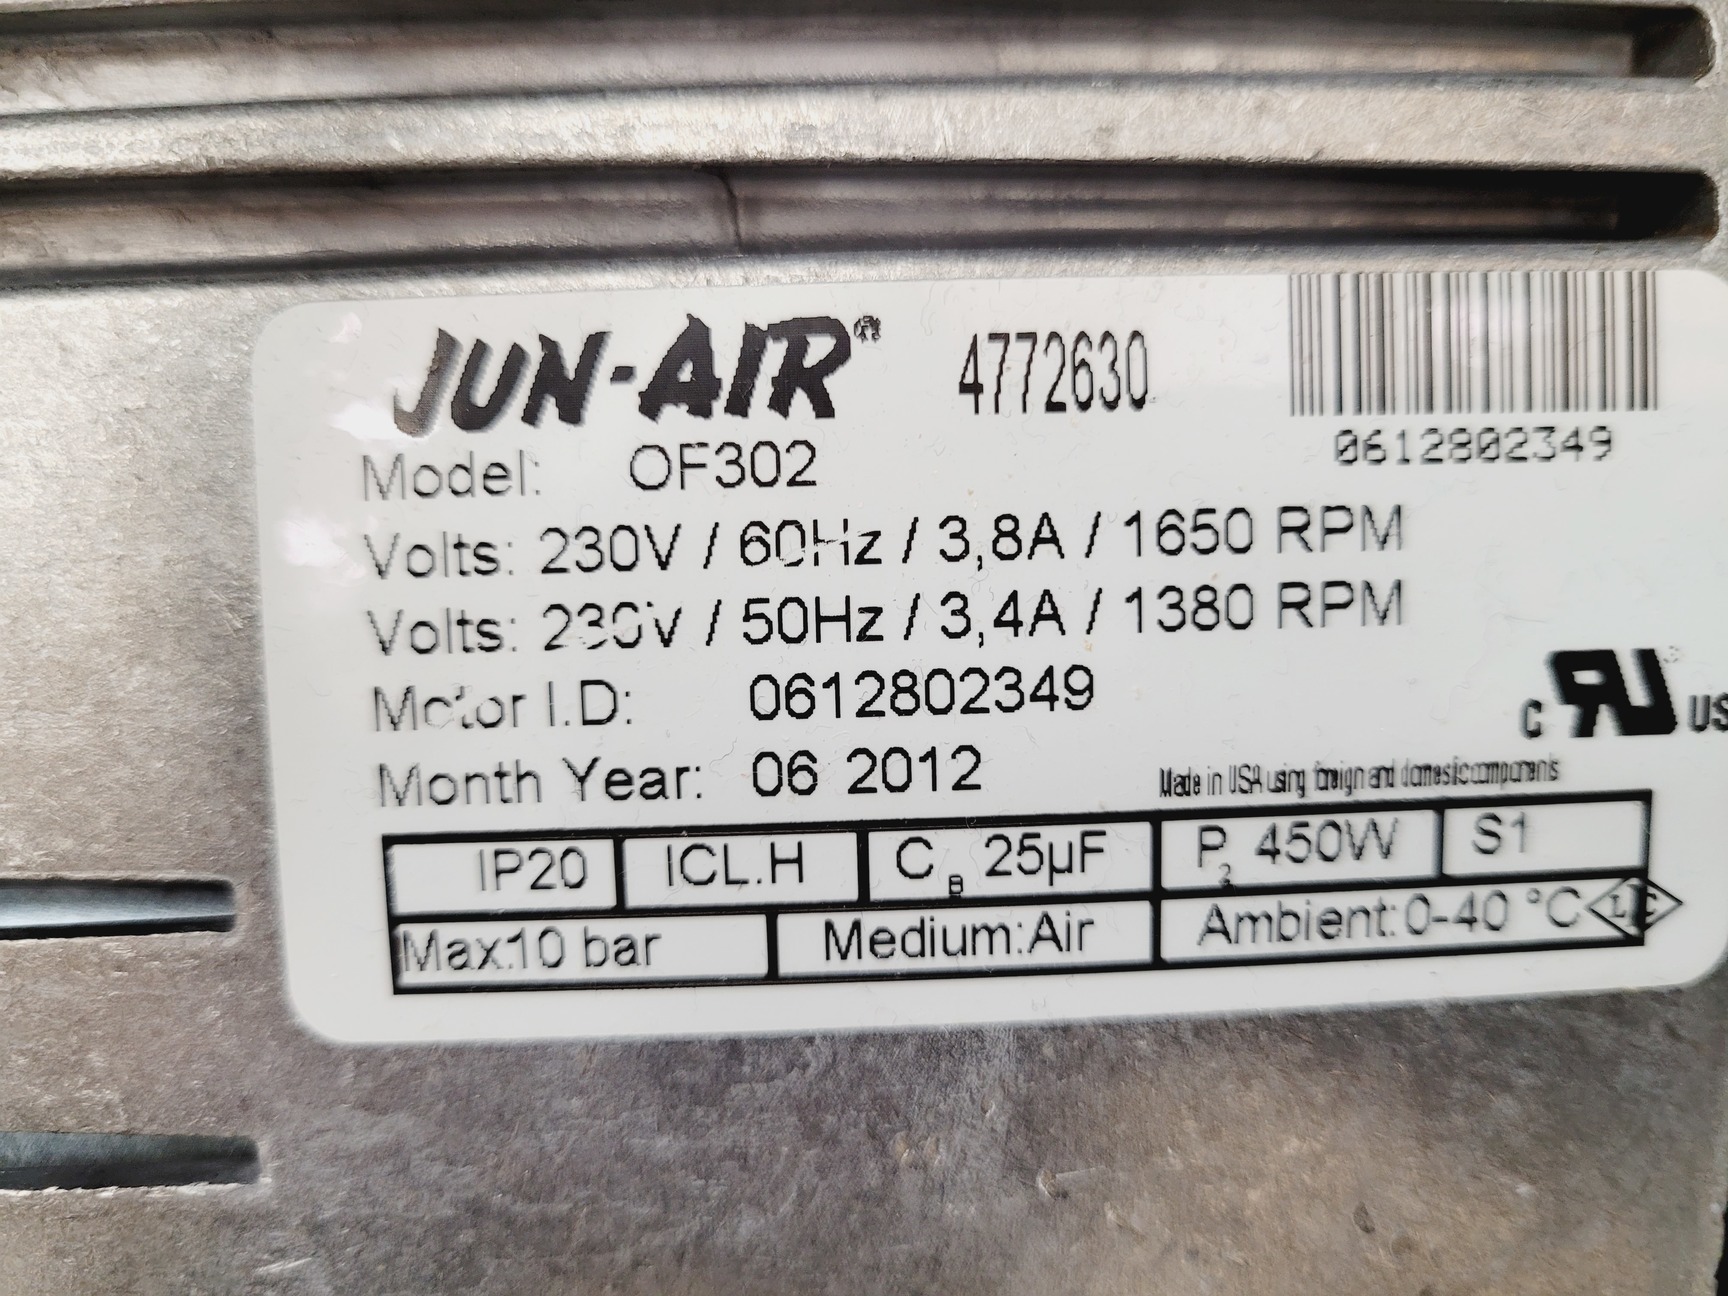 JUN-AIR® 4772630
0612802349
Model: OF302
Volts: 230V / 60Hz / 3,8A / 1650 RPM
Volts: 230V / 50Hz / 3,4A / 1380 RPM
Motor I.D: 0612802349
Month Year: 06 2012
C RU US
Made in USA using foreign and domestic components
IP20 ICL.H CB 25µF P2 450W S1
Max:10 bar Medium:Air Ambient:0-40 °C